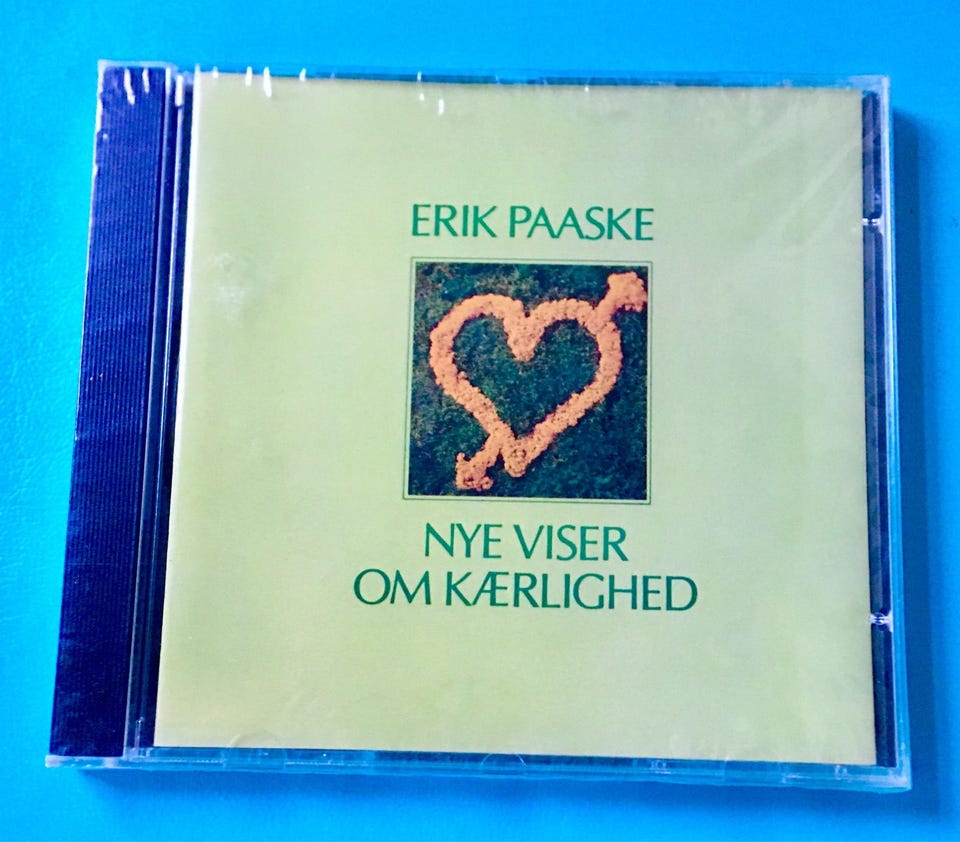 ERIK PAASKE
NYE VISER
OM KÆRLIGHED